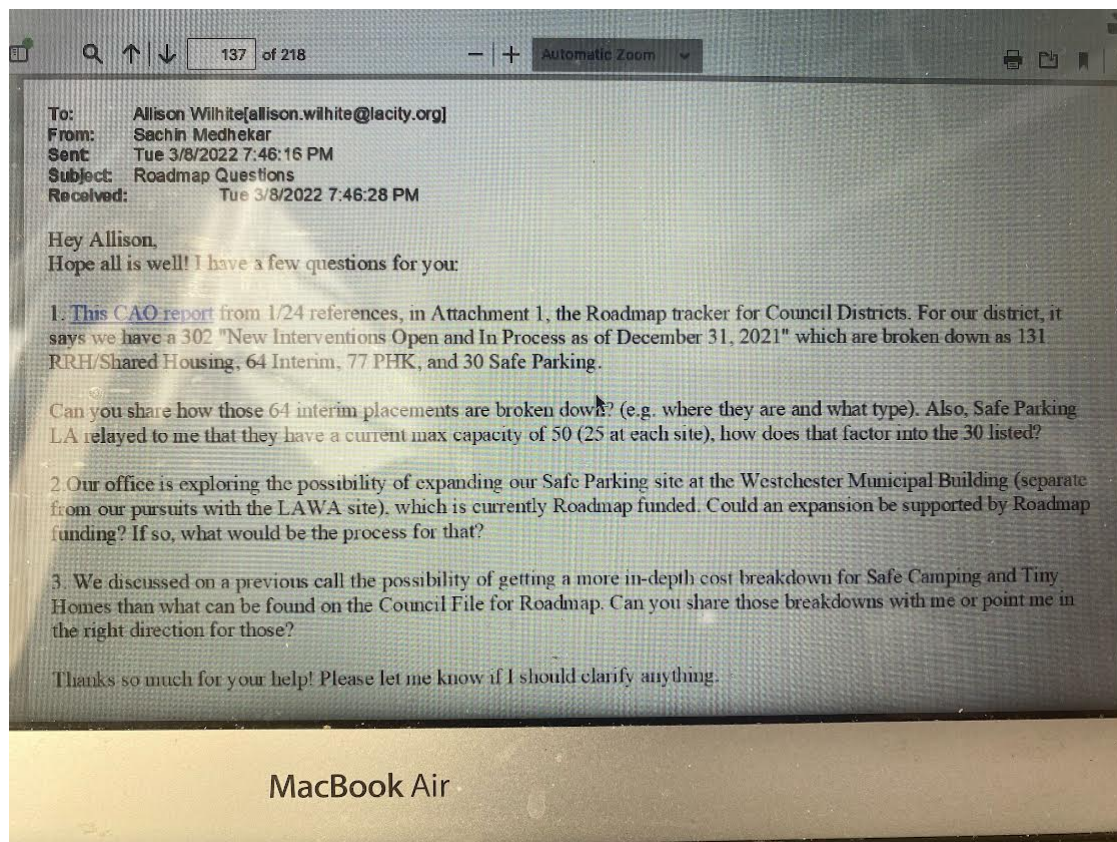 137 of 218
Automatic Zoom
To: Allison Wilhite[allison.wilhite@lacity.org]
From: Sachin Medhekar
Sent: Tue 3/8/2022 7:46:16 PM
Subject: Roadmap Questions
Received: Tue 3/8/2022 7:46:28 PM
Hey Allison,
Hope all is well! I have a few questions for you:
1. This CAO report from 1/24 references, in Attachment 1, the Roadmap tracker for Council Districts. For our district, it
says we have a 302 "New Interventions Open and In Process as of December 31, 2021" which are broken down as 131
RRH/Shared Housing, 64 Interim, 77 PHK, and 30 Safe Parking.
Can you share how those 64 interim placements are broken down? (e.g. where they are and what type). Also, Safe Parking
LA relayed to me that they have a current max capacity of 50 (25 at each site), how does that factor into the 30 listed?
2.Our office is exploring the possibility of expanding our Safe Parking site at the Westchester Municipal Building (separate
from our pursuits with the LAWA site), which is currently Roadmap funded. Could an expansion be supported by Roadmap
funding? If so, what would be the process for that?
3. We discussed on a previous call the possibility of getting a more in-depth cost breakdown for Safe Camping and Tiny
Homes than what can be found on the Council File for Roadmap. Can you share those breakdowns with me or point me in
the right direction for those?
Thanks so much for your help! Please let me know if I should clarify anything.
MacBook Air